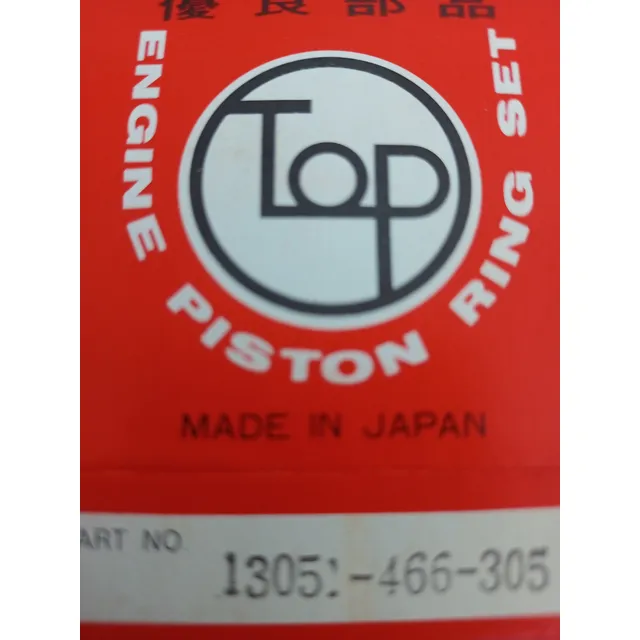 優良部品
ENGINE PISTON RING SET
TOP
MADE IN JAPAN
ART NO.
13051-466-305